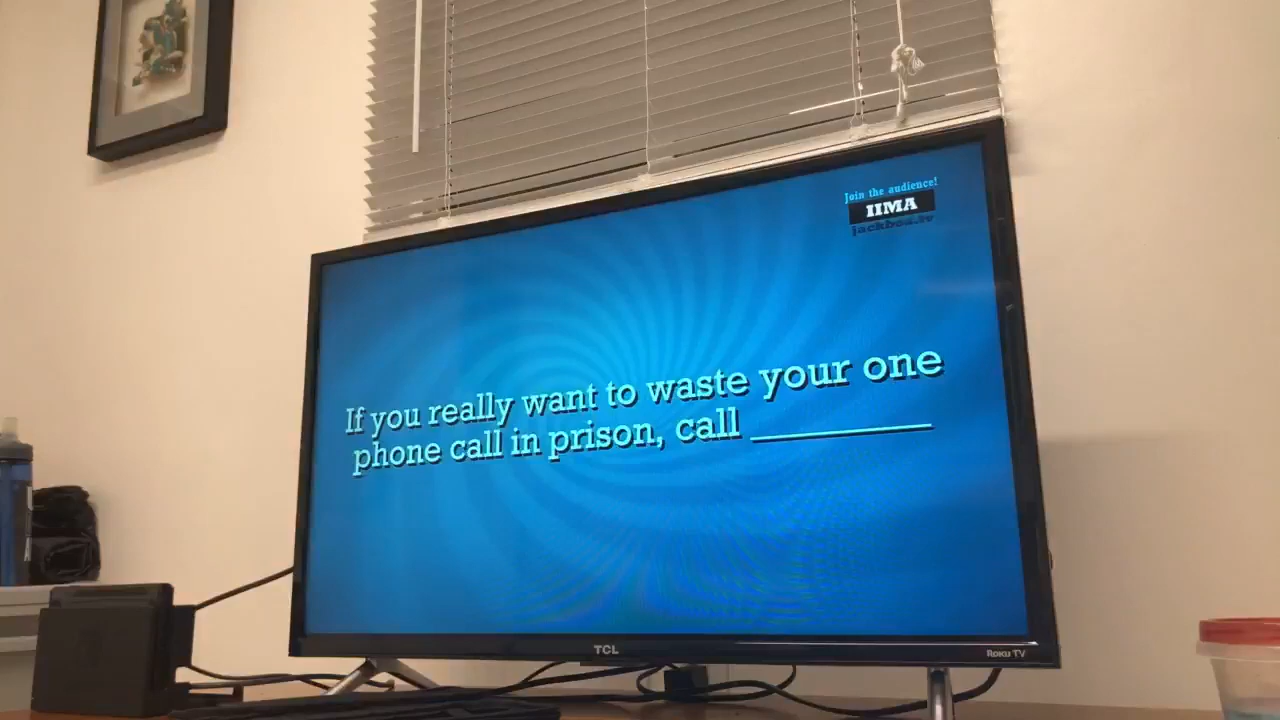 Join the audience!
IIMA
jackbox.tv
If you really want to waste your one
phone call in prison, call __________
TCL
Roku TV